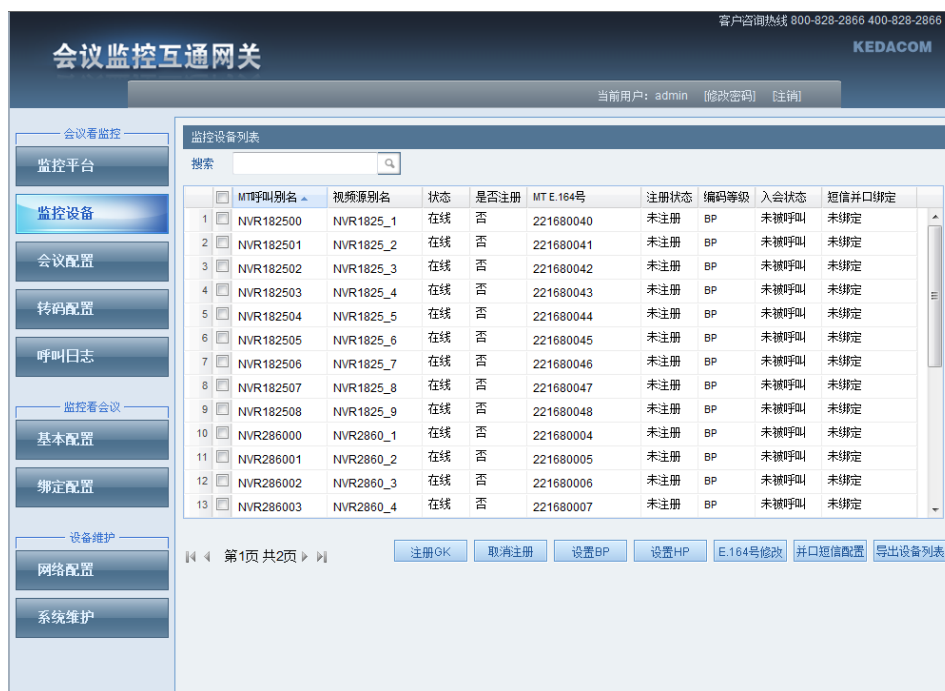 客户咨询热线 800-828-2866 400-828-2866
会议监控互通网关
KEDACOM
当前用户：admin [修改密码] [注销]
会议看监控
监控平台
监控设备
会议配置
转码配置
呼叫日志
监控看会议
基本配置
绑定配置
设备维护
网络配置
系统维护
监控设备列表
搜索
MT呼叫别名 视频源别名 状态 是否注册 MT E.164号 注册状态 编码等级 入会状态 短信并口绑定
1 NVR182500 NVR1825_1 在线 否 221680040 未注册 BP 未被呼叫 未绑定
2 NVR182501 NVR1825_2 在线 否 221680041 未注册 BP 未被呼叫 未绑定
3 NVR182502 NVR1825_3 在线 否 221680042 未注册 BP 未被呼叫 未绑定
4 NVR182503 NVR1825_4 在线 否 221680043 未注册 BP 未被呼叫 未绑定
5 NVR182504 NVR1825_5 在线 否 221680044 未注册 BP 未被呼叫 未绑定
6 NVR182505 NVR1825_6 在线 否 221680045 未注册 BP 未被呼叫 未绑定
7 NVR182506 NVR1825_7 在线 否 221680046 未注册 BP 未被呼叫 未绑定
8 NVR182507 NVR1825_8 在线 否 221680047 未注册 BP 未被呼叫 未绑定
9 NVR182508 NVR1825_9 在线 否 221680048 未注册 BP 未被呼叫 未绑定
10 NVR286000 NVR2860_1 在线 否 221680004 未注册 BP 未被呼叫 未绑定
11 NVR286001 NVR2860_2 在线 否 221680005 未注册 BP 未被呼叫 未绑定
12 NVR286002 NVR2860_3 在线 否 221680006 未注册 BP 未被呼叫 未绑定
13 NVR286003 NVR2860_4 在线 否 221680007 未注册 BP 未被呼叫 未绑定
第1页 共2页 注册GK 取消注册 设置BP 设置HP E.164号修改 并口短信配置 导出设备列表